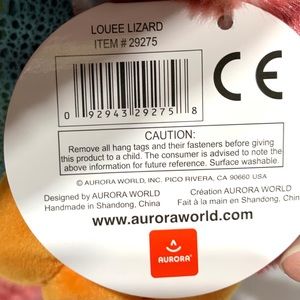 LOUEE LIZARD
ITEM # 29275
CE
0 92943 29275 8
CAUTION:
Remove all hang tags and their fasteners before giving
this product to a child. The consumer is advised to note the
above information for future reference. Surface washable.
© AURORA WORLD, INC. PICO RIVERA, CA 90660 USA
Designed by AURORA WORLD
Handmade in Shandong, China
Création AURORA WORLD
Fait à la main en Shandong, China
www.auroraworld.com
AURORA